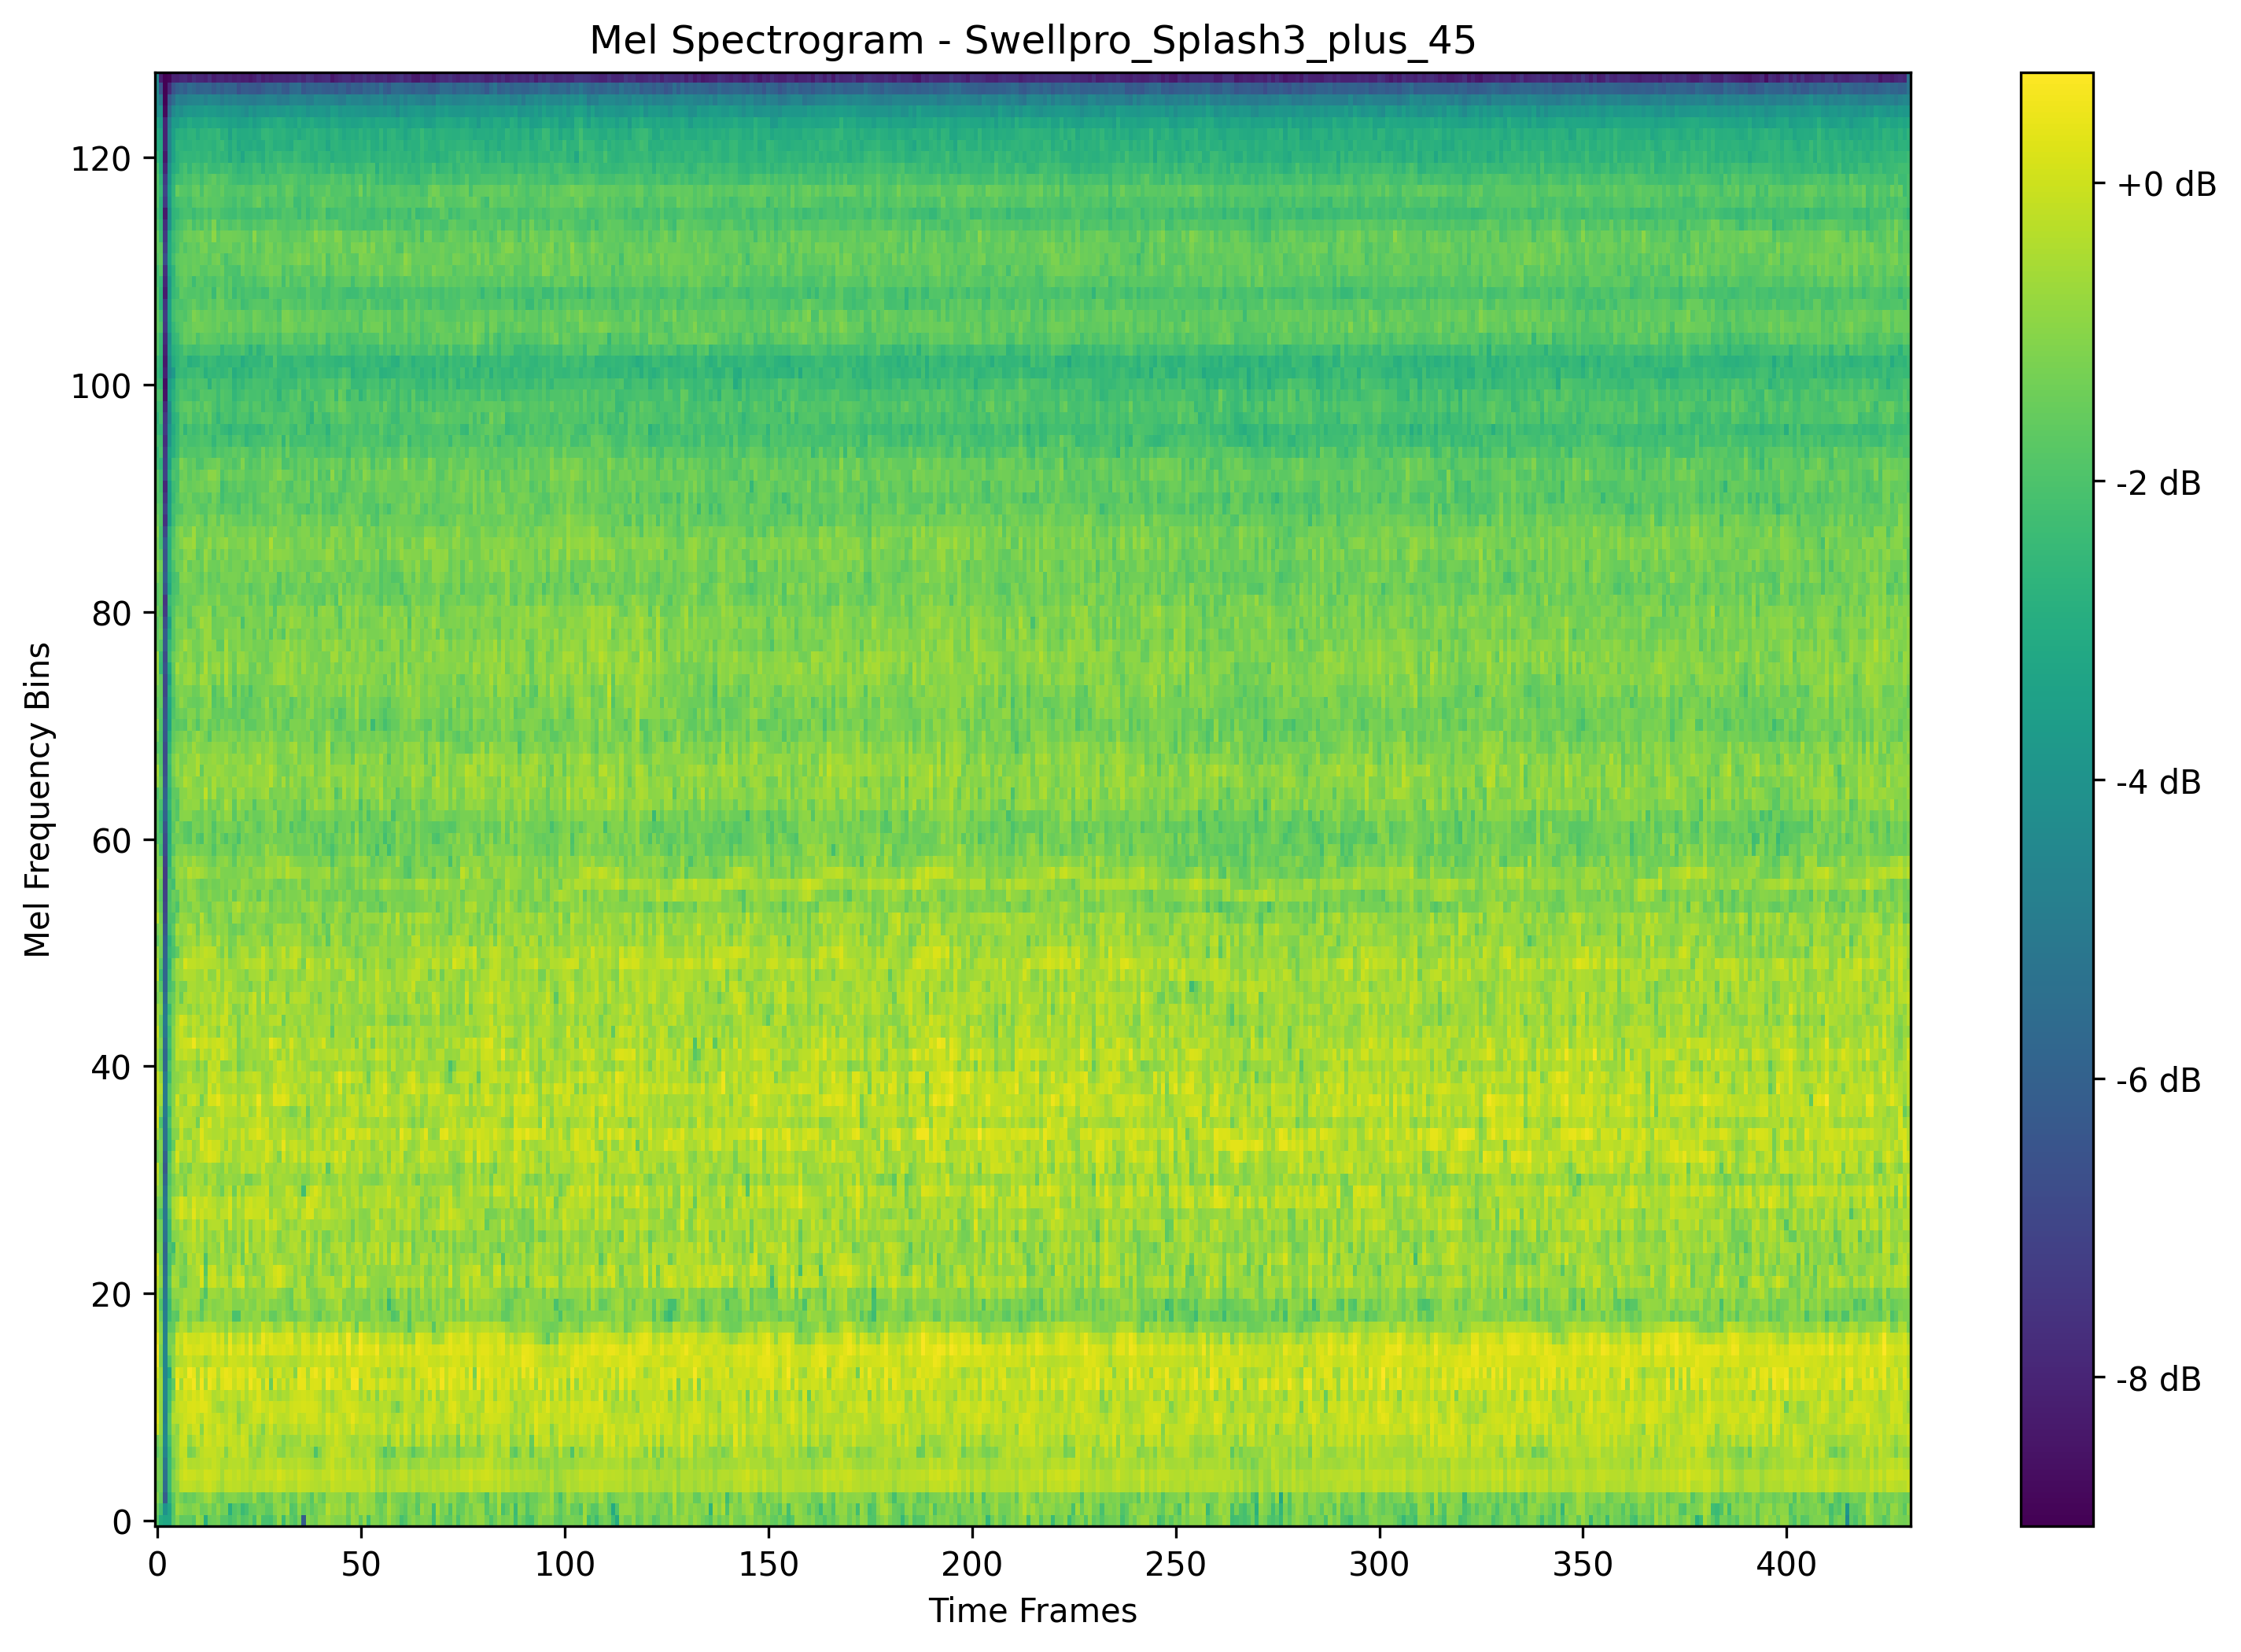 Mel Spectrogram - Swellpro_Splash3_plus_45
120
100
80
60
40
20
0
Mel Frequency Bins
0 50 100 150 200 250 300 350 400
Time Frames
+0 dB
-2 dB
-4 dB
-6 dB
-8 dB